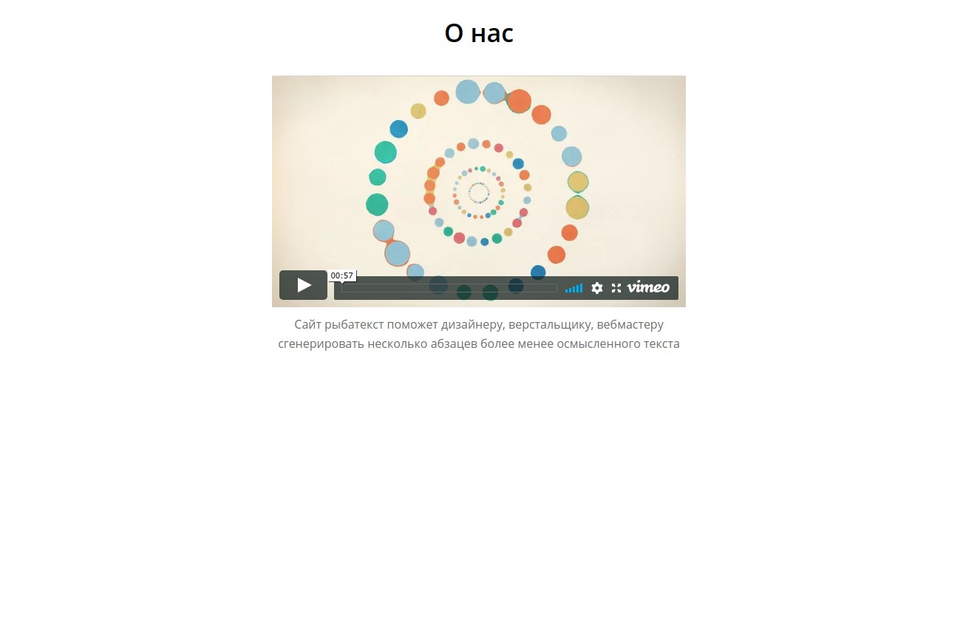 О нас
00:57
vimeo
Сайт рыбатекст поможет дизайнеру, верстальщику, вебмастеру
сгенерировать несколько абзацев более менее осмысленного текста